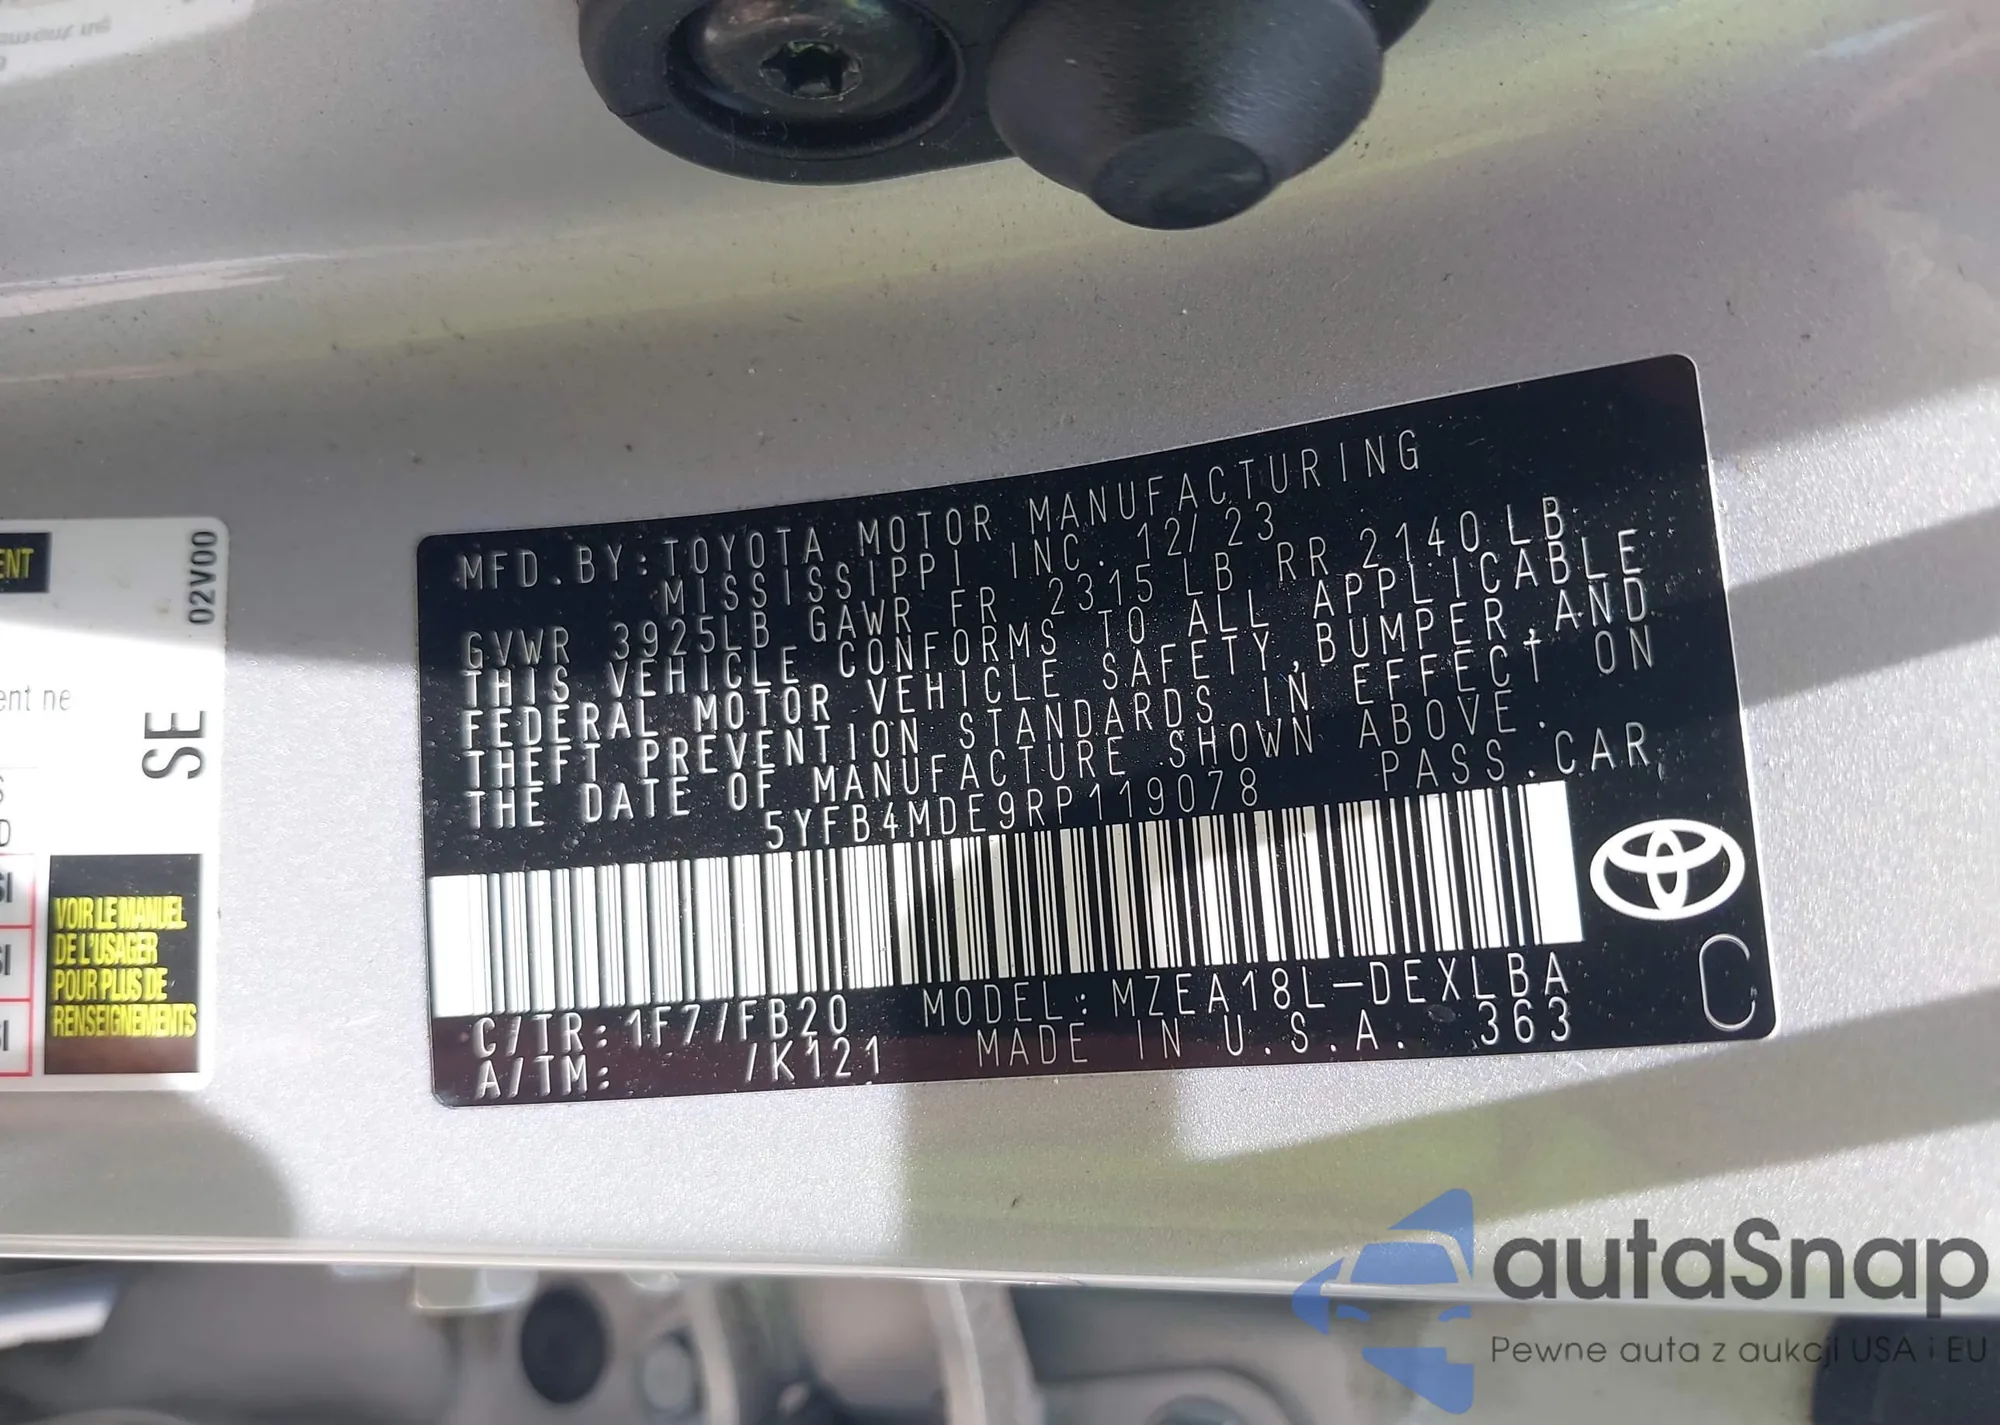 MFD.BY:TOYOTA MOTOR MANUFACTURING
MISSISSIPPI INC. 12/23
GVWR 3925LB GAWR FR 2315 LB RR 2140 LB
THIS VEHICLE CONFORMS TO ALL APPLICABLE
FEDERAL MOTOR VEHICLE SAFETY,BUMPER,AND
THEFT PREVENTION STANDARDS IN EFFECT ON
THE DATE OF MANUFACTURE SHOWN ABOVE.
5YFB4MDE9RP119078 PASS.CAR
C/TR:1F7/FB20 MODEL:MZEA18L-DEXLBA
A/TM: /K121 MADE IN U.S.A. 363
C
02V00
SE
ent ne
VOIR LE MANUEL
DE L'USAGER
POUR PLUS DE
RENSEIGNEMENTS
autaSnap
Pewne auta z aukcji USA i EU